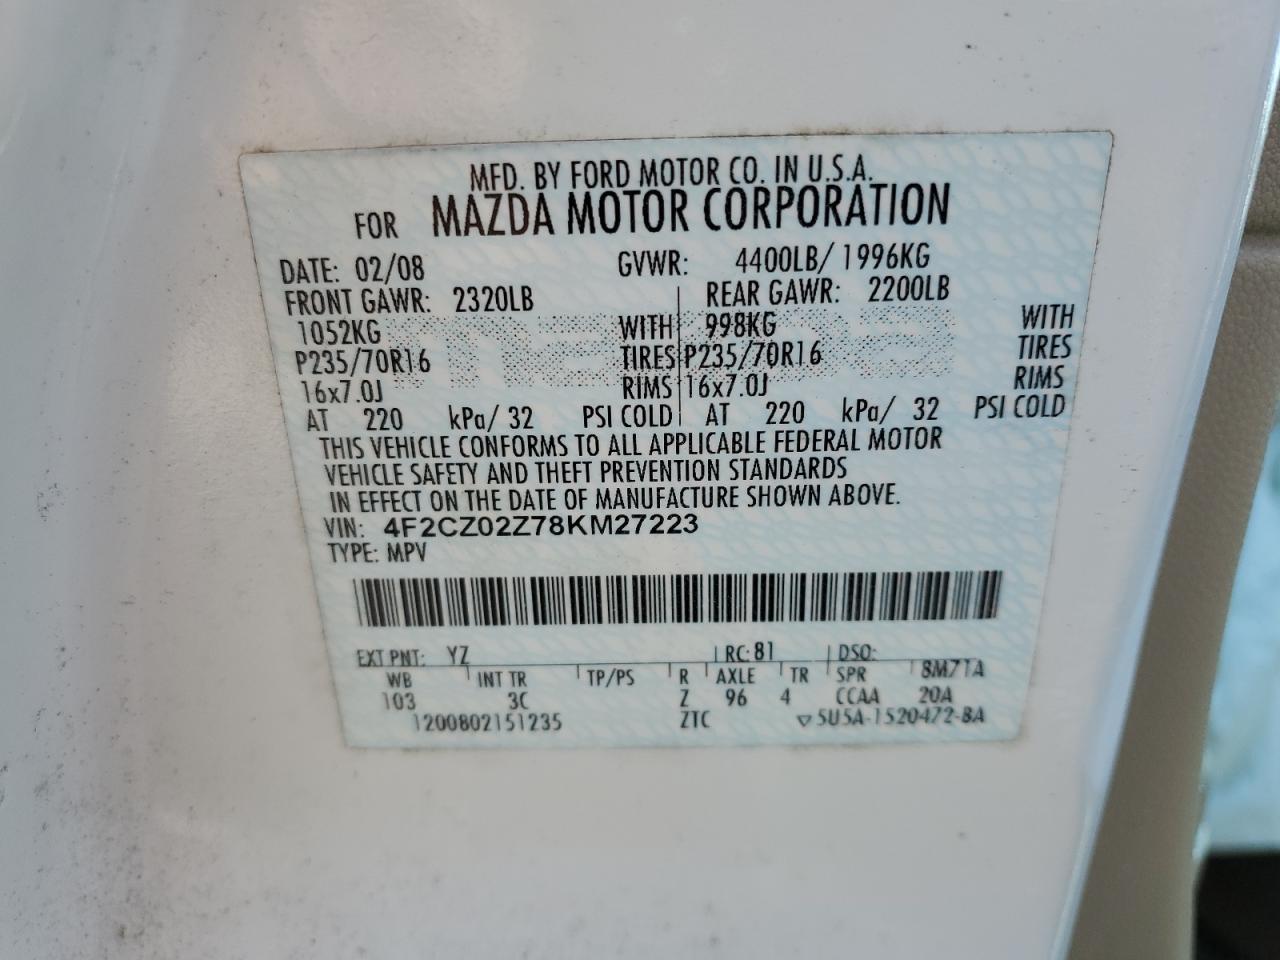 MFD. BY FORD MOTOR CO. IN U.S.A.
FOR MAZDA MOTOR CORPORATION
DATE: 02/08 GVWR: 4400LB/ 1996KG
FRONT GAWR: 2320LB REAR GAWR: 2200LB
1052KG WITH 998KG WITH
P235/70R16 TIRES P235/70R16 TIRES
16x7.0J RIMS 16x7.0J RIMS
AT 220 kPa/ 32 PSI COLD AT 220 kPa/ 32 PSI COLD
THIS VEHICLE CONFORMS TO ALL APPLICABLE FEDERAL MOTOR
VEHICLE SAFETY AND THEFT PREVENTION STANDARDS
IN EFFECT ON THE DATE OF MANUFACTURE SHOWN ABOVE.
VIN: 4F2CZ02Z78KM27223
TYPE: MPV
EXT PNT: YZ RC: 81 DSO:
WB INT TR TP/PS R AXLE TR SPR 8M71A
103 3C Z 96 4 CCAA 20A
1200802151235 ZTC ▽5U5A-1520472-BA